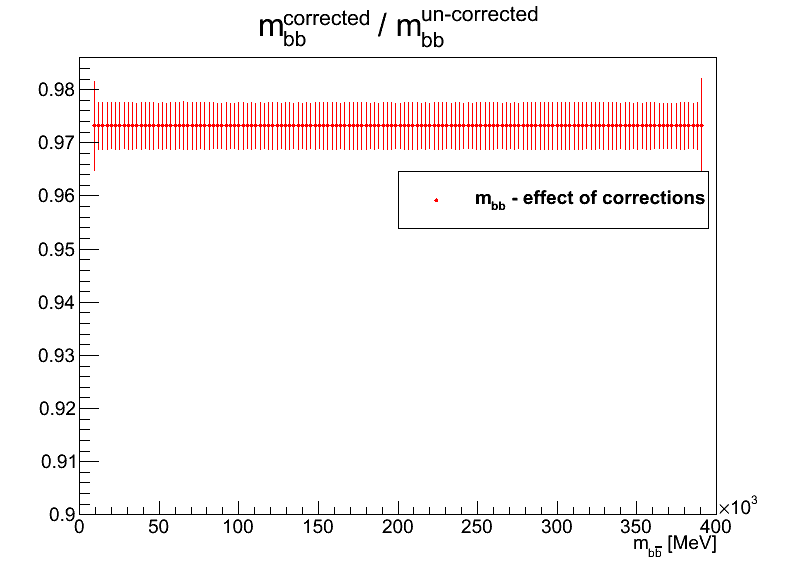 m_bb^corrected / m_bb^un-corrected
0.98
0.97
0.96
m_bb - effect of corrections
0.95
0.94
0.93
0.92
0.91
0.9
0 50 100 150 200 250 300 350 400 ×10³
m_bb̅ [MeV]